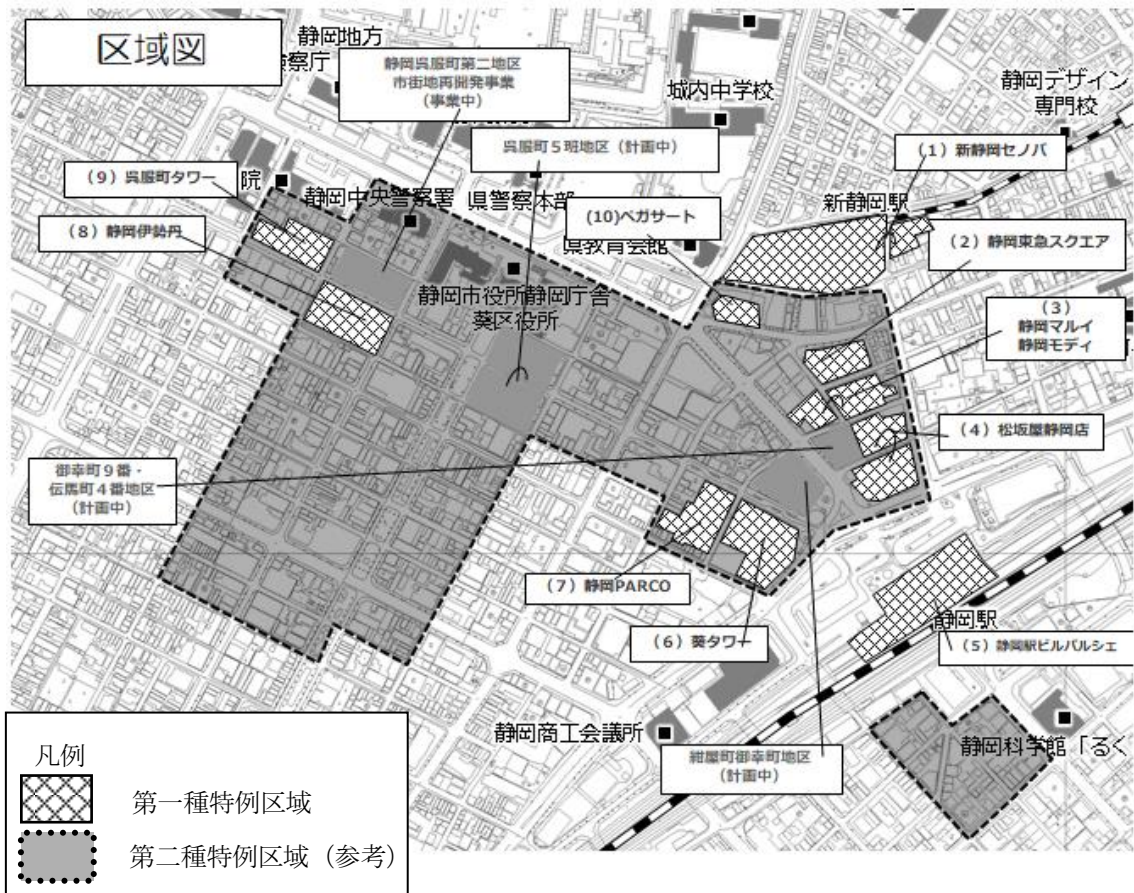 区域図
静岡地方
察庁
静岡呉服町第二地区
市街地再開発事業
（事業中）
城内中学校
静岡デザイン
専門校
呉服町５班地区（計画中）
（1）新静岡セノバ
（9）呉服町タワー
院
静岡中央警察署
県警察本部
(10)ペガサート
新静岡駅
（8）静岡伊勢丹
県教育会館
（2）静岡東急スクエア
静岡市役所静岡庁舎
葵区役所
（3）
静岡マルイ
静岡モディ
（4）松坂屋静岡店
御幸町９番・
伝馬町４番地区
（計画中）
（7）静岡PARCO
（6）葵タワー
静岡駅
（5）静岡駅ビルパルシェ
静岡商工会議所
紺屋町御幸町地区
（計画中）
静岡科学館「るく
凡例
第一種特例区域
第二種特例区域（参考）